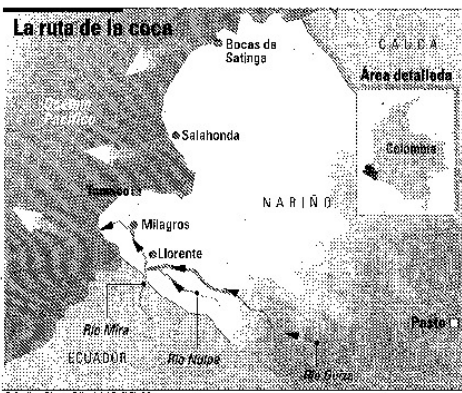 La ruta de la coca
Bocas de
Satinga
CAUCA
Área detallada
Océano
Pacífico
Colombia
Salahonda
Tumaco
NARIÑO
Milagros
Llorente
Pasto
Río Mira
ECUADOR
Río Nulpe
Río Guiza